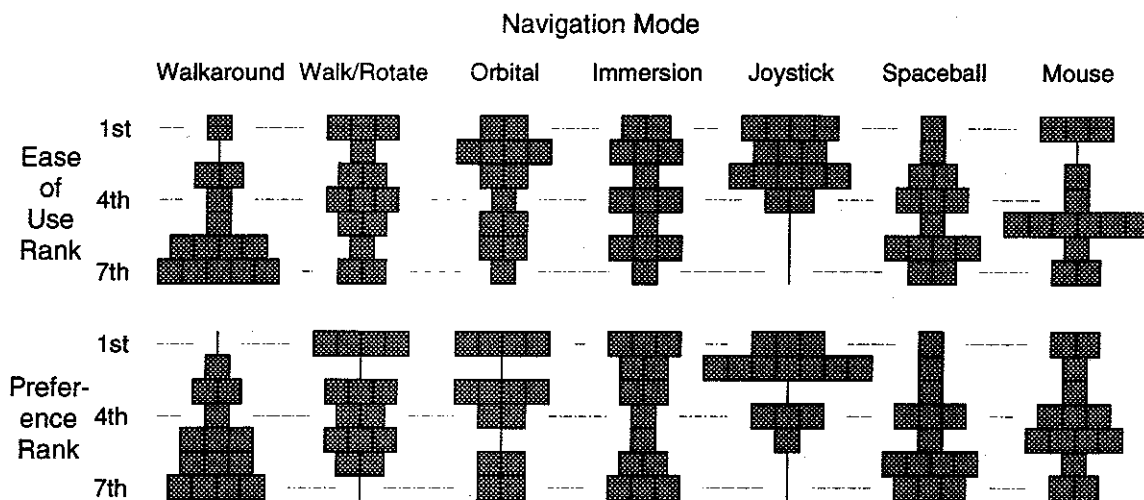 Navigation Mode
Walkaround Walk/Rotate Orbital Immersion Joystick Spaceball Mouse
Ease
of
Use
Rank
1st
4th
7th
Prefer-
ence
Rank
1st
4th
7th